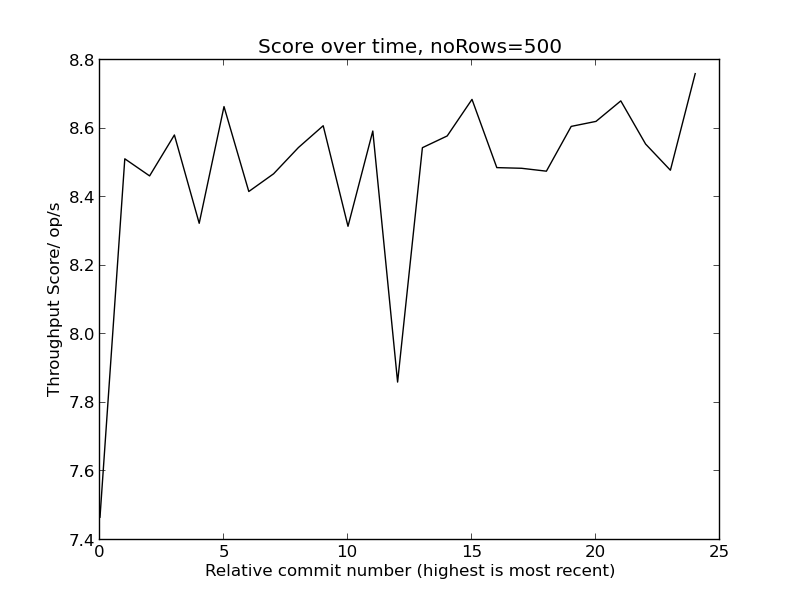 Score over time, noRows=500
8.8
8.6
8.4
8.2
8.0
7.8
7.6
7.4
Throughput Score/ op/s
0 5 10 15 20 25
Relative commit number (highest is most recent)